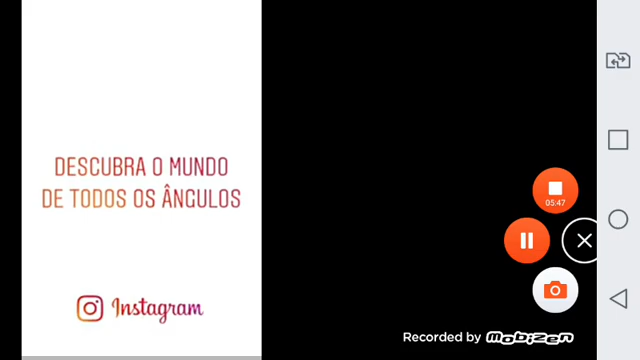 DESCUBRA O MUNDO
DE TODOS OS ÂNGULOS
Instagram
05:47
Recorded by mobizen